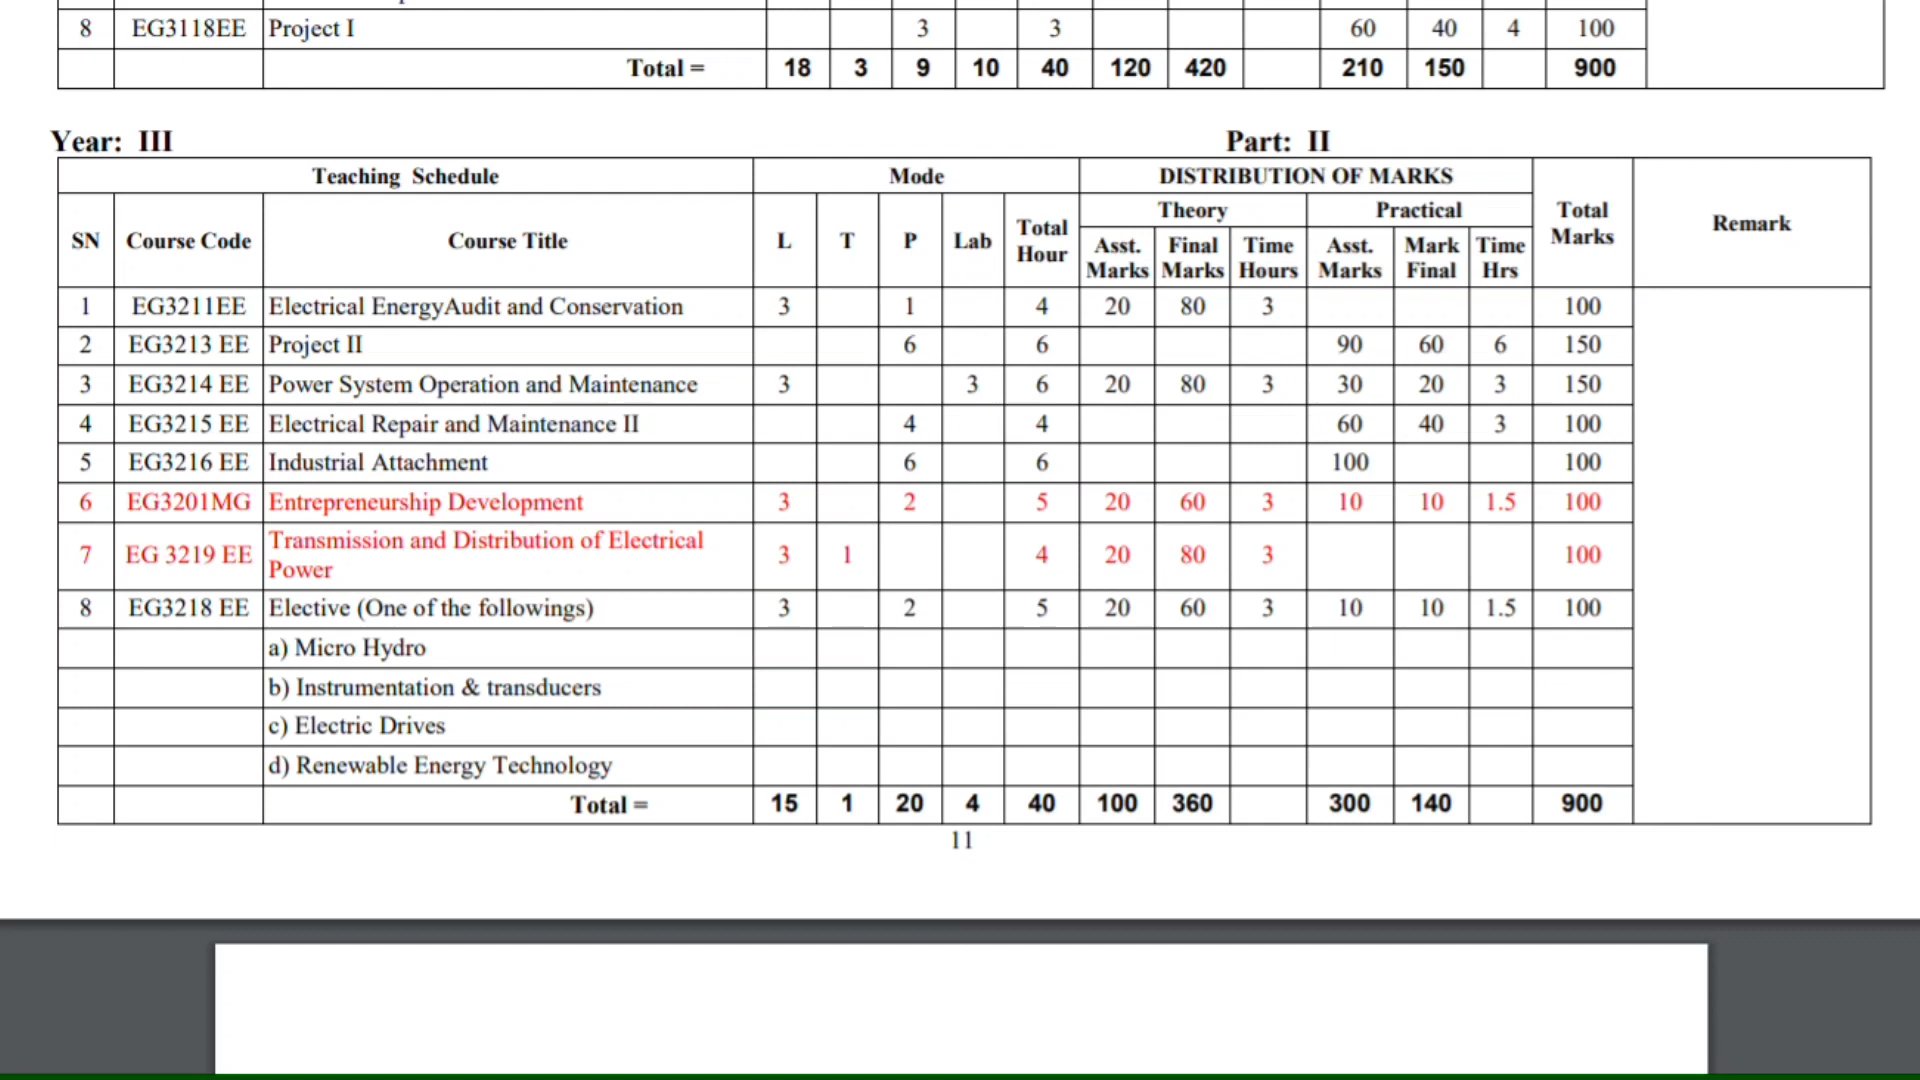 8 EG3118EE Project I 3 3 60 40 4 100
Total = 18 3 9 10 40 120 420 210 150 900
Year: III Part: II
Teaching Schedule Mode DISTRIBUTION OF MARKS Total Marks Remark
SN Course Code Course Title L T P Lab Total Hour Theory Practical
Asst. Marks Final Marks Time Hours Asst. Marks Mark Final Time Hrs
1 EG3211EE Electrical EnergyAudit and Conservation 3 1 4 20 80 3 100
2 EG3213 EE Project II 6 6 90 60 6 150
3 EG3214 EE Power System Operation and Maintenance 3 3 6 20 80 3 30 20 3 150
4 EG3215 EE Electrical Repair and Maintenance II 4 4 60 40 3 100
5 EG3216 EE Industrial Attachment 6 6 100 100
6 EG3201MG Entrepreneurship Development 3 2 5 20 60 3 10 10 1.5 100
7 EG 3219 EE Transmission and Distribution of Electrical Power 3 1 4 20 80 3 100
8 EG3218 EE Elective (One of the followings) 3 2 5 20 60 3 10 10 1.5 100
a) Micro Hydro
b) Instrumentation & transducers
c) Electric Drives
d) Renewable Energy Technology
Total = 15 1 20 4 40 100 360 300 140 900
11